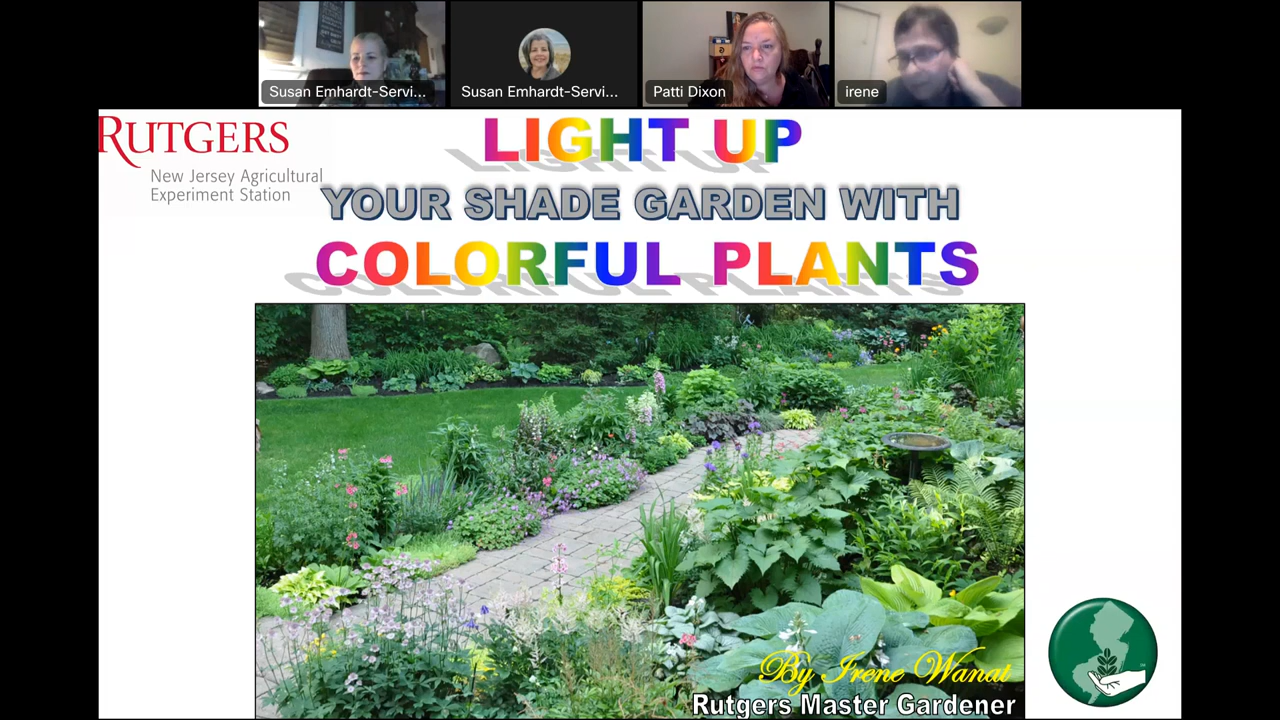 Susan Emhardt-Servi...
Susan Emhardt-Servi...
Patti Dixon
irene
RUTGERS
New Jersey Agricultural
Experiment Station
LIGHT UP
YOUR SHADE GARDEN WITH
COLORFUL PLANTS
By Irene Wanat
Rutgers Master Gardener